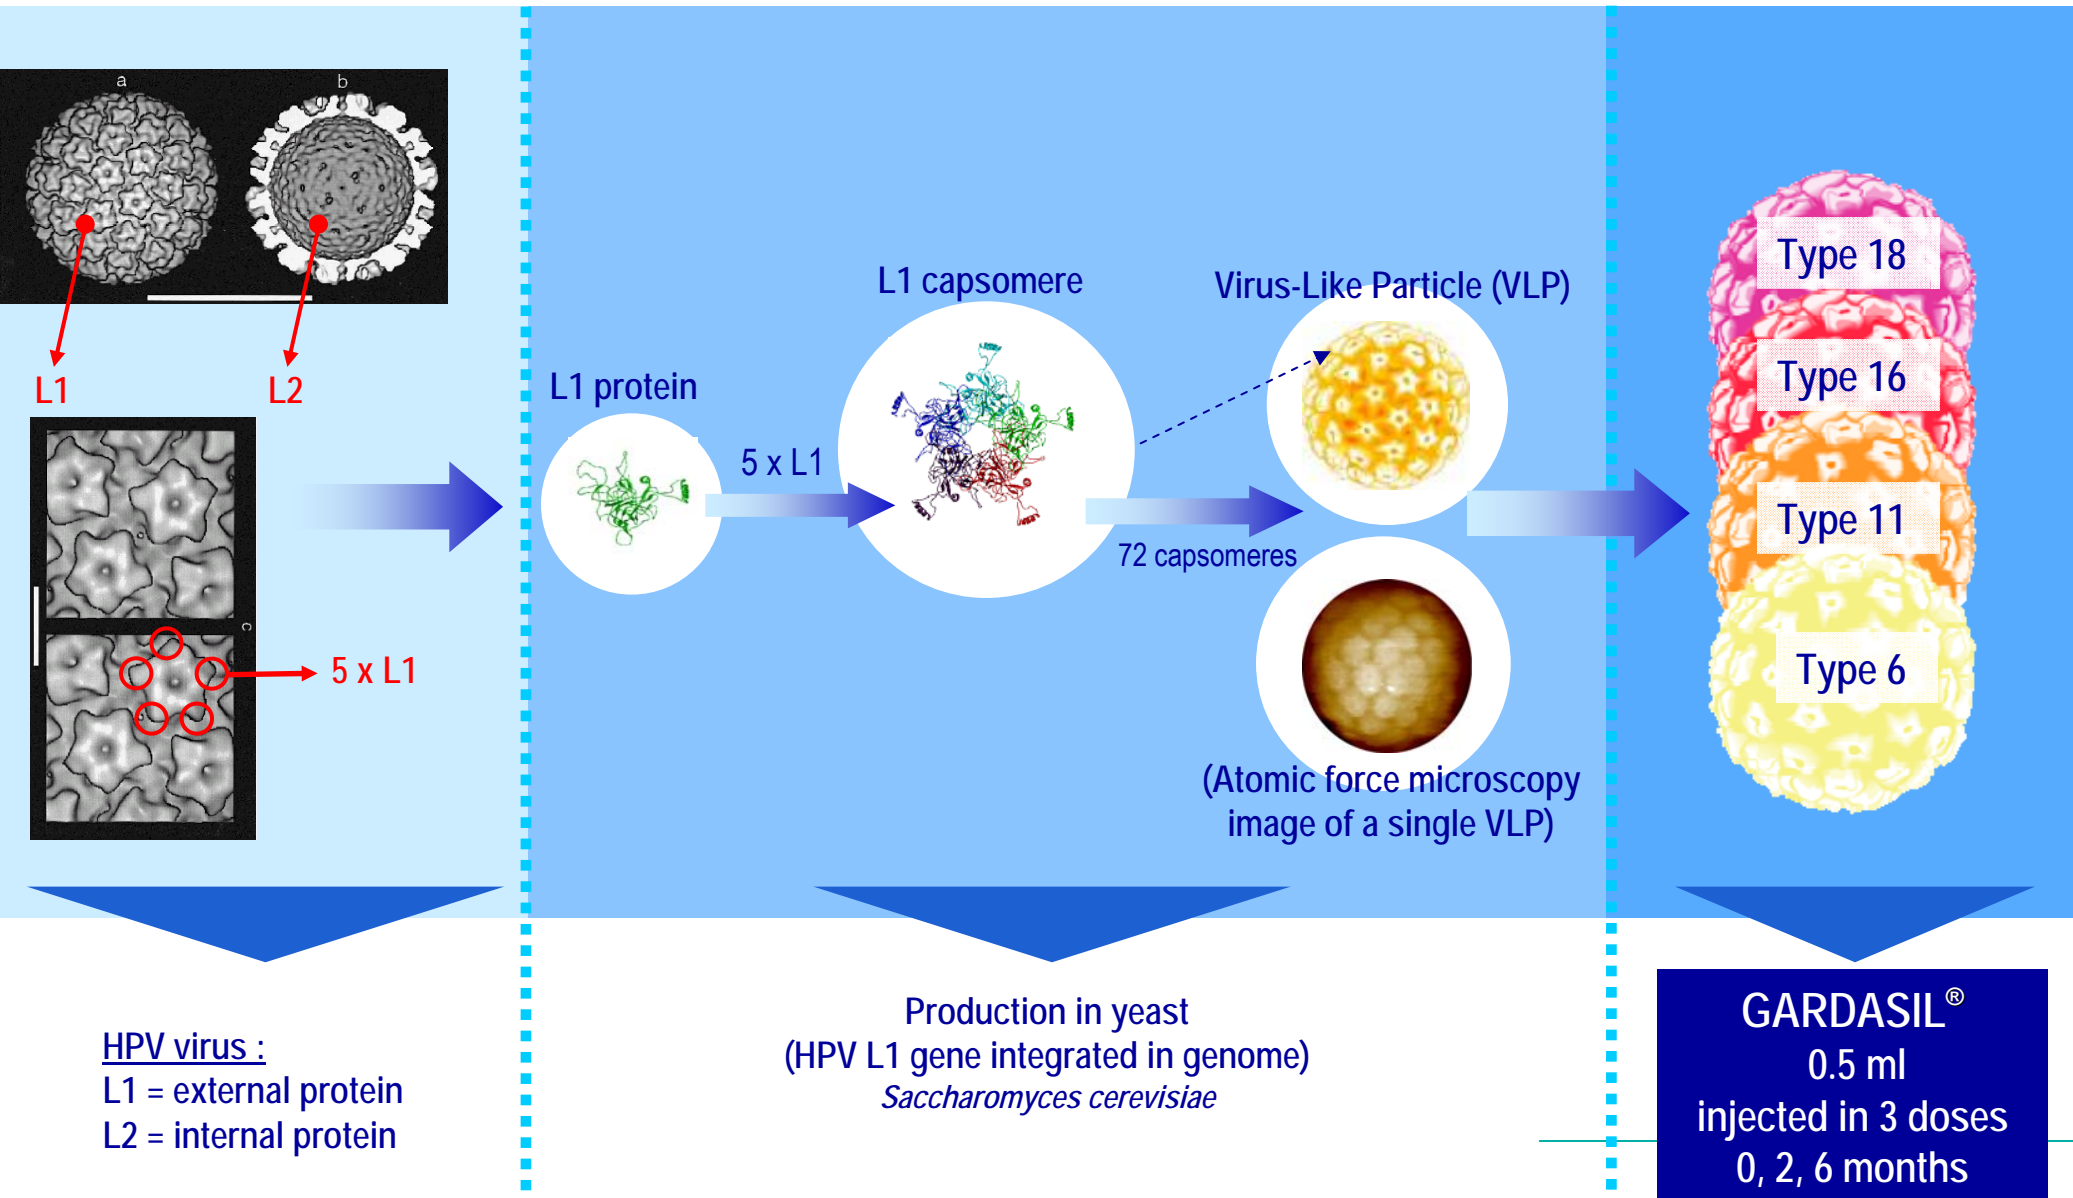 a
b
L1
L2
c
5 x L1
HPV virus :
L1 = external protein
L2 = internal protein
L1 protein
5 x L1
L1 capsomere
72 capsomeres
Virus-Like Particle (VLP)
(Atomic force microscopy
image of a single VLP)
Production in yeast
(HPV L1 gene integrated in genome)
Saccharomyces cerevisiae
Type 18
Type 16
Type 11
Type 6
GARDASIL®
0.5 ml
injected in 3 doses
0, 2, 6 months